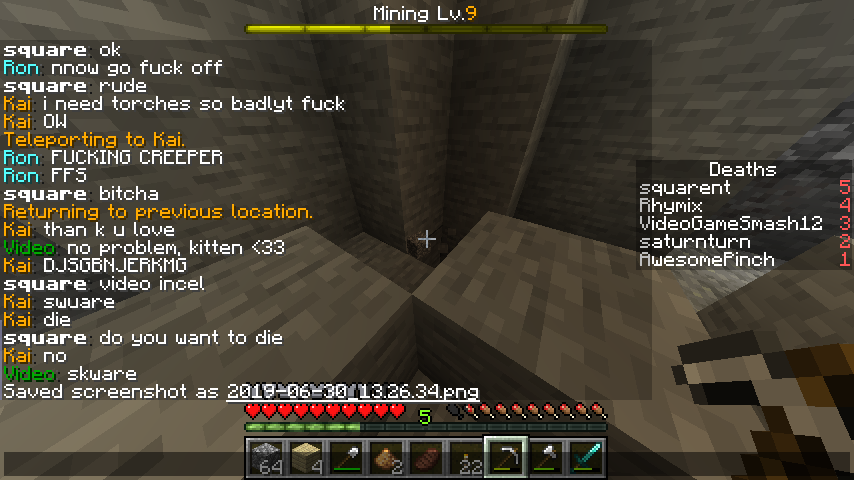 Mining Lv.9
square: ok
Ron: nnow go fuck off
square: rude
Kai: i need torches so badlyt fuck
Kai: OW
Teleporting to Kai.
Ron: FUCKING CREEPER
Ron: FFS
square: bitcha
Returning to previous location.
Kai: than k u love
Video: no problem, kitten <33
Kai: DJSGBNJERKMG
square: video incel
Kai: swuare
Kai: die
square: do you want to die
Kai: no
Video: skware
Saved screenshot as 2019-06-30_13.26.34.png
Deaths
squarent 5
Rhymix 4
VideoGameSmash12 3
saturnturn 2
AwesomePinch 1
5
64 4 2 22